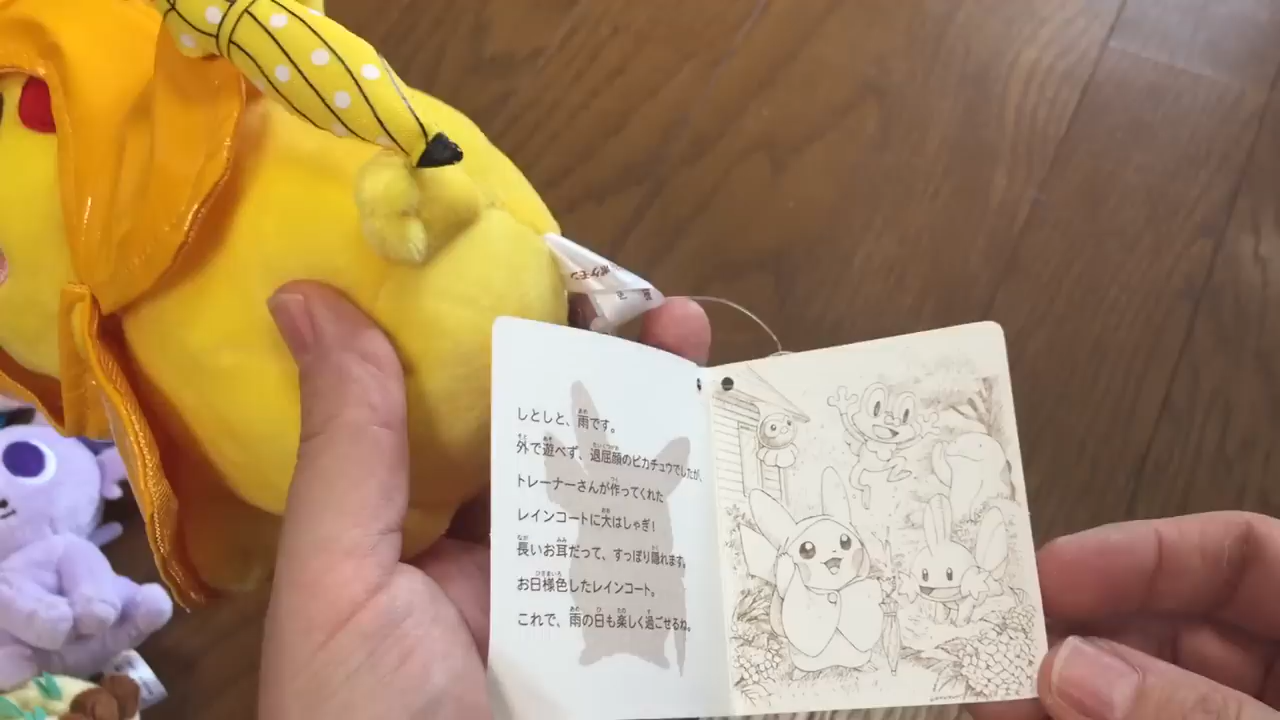 ポケモン
しとしと、雨です。
外で遊べず、退屈顔のピカチュウでしたが、
トレーナーさんが作ってくれた
レインコートに大はしゃぎ!
長いお耳だって、すっぽり隠れます。
お日様色したレインコート。
これで、雨の日も楽しく過ごせるね。